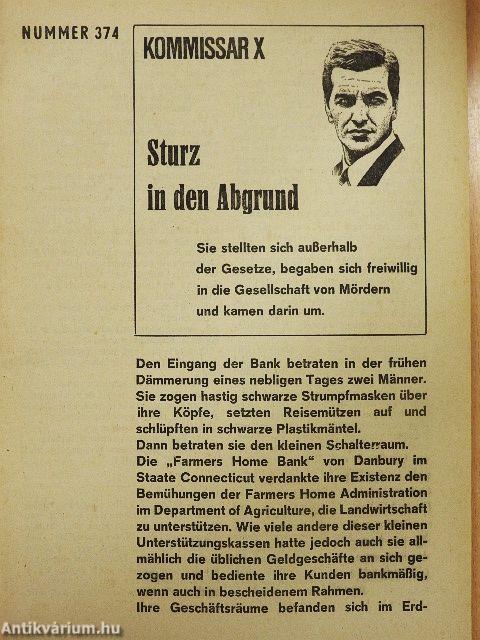 NUMMER 374
KOMMISSAR X
Sturz
in den Abgrund
Sie stellten sich außerhalb
der Gesetze, begaben sich freiwillig
in die Gesellschaft von Mördern
und kamen darin um.
Den Eingang der Bank betraten in der frühen
Dämmerung eines nebligen Tages zwei Männer.
Sie zogen hastig schwarze Strumpfmasken über
ihre Köpfe, setzten Reisemützen auf und
schlüpften in schwarze Plastikmäntel.
Dann betraten sie den kleinen Schalterraum.
Die „Farmers Home Bank" von Danbury im
Staate Connecticut verdankte ihre Existenz den
Bemühungen der Farmers Home Administration
im Department of Agriculture, die Landwirtschaft
zu unterstützen. Wie viele andere dieser kleinen
Unterstützungskassen hatte jedoch auch sie all-
mählich die üblichen Geldgeschäfte an sich ge-
zogen und bediente ihre Kunden bankmäßig,
wenn auch in bescheidenem Rahmen.
Ihre Geschäftsräume befanden sich im Erd-
Antikvárium.hu